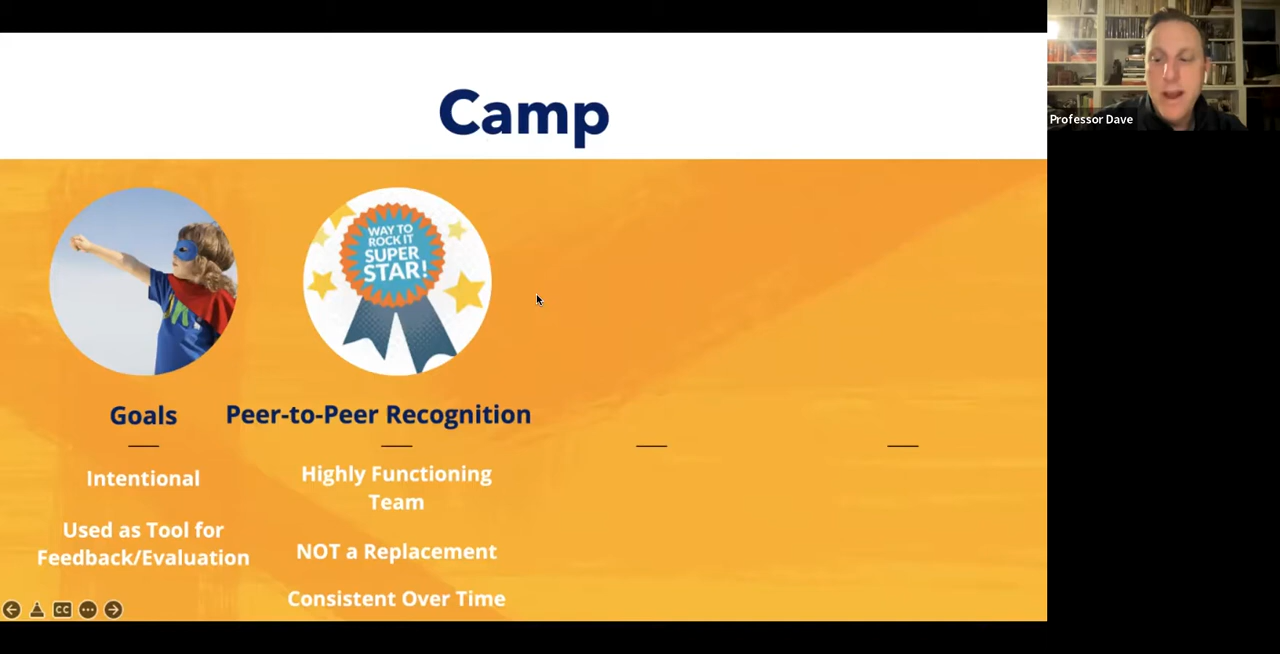 Camp
Professor Dave
WAY TO
ROCK IT
SUPER
STAR!
Goals
Peer-to-Peer Recognition
Intentional
Used as Tool for
Feedback/Evaluation
Highly Functioning
Team
NOT a Replacement
Consistent Over Time
CC